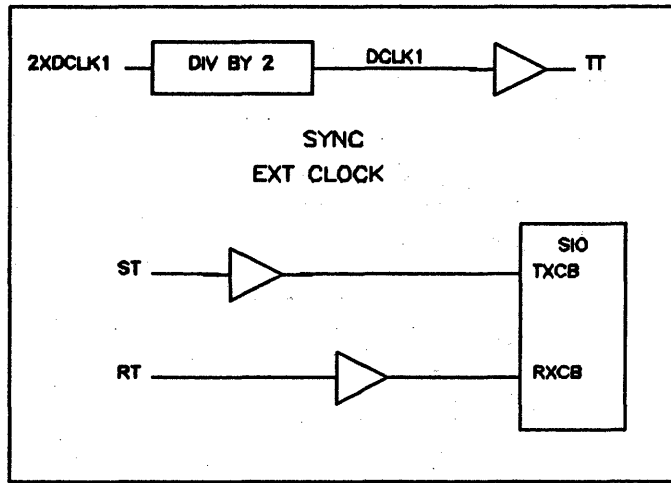 2XDCLK1 DIV BY 2 DCLK1 TT
SYNC
EXT CLOCK
SIO
ST TXCB
RT RXCB